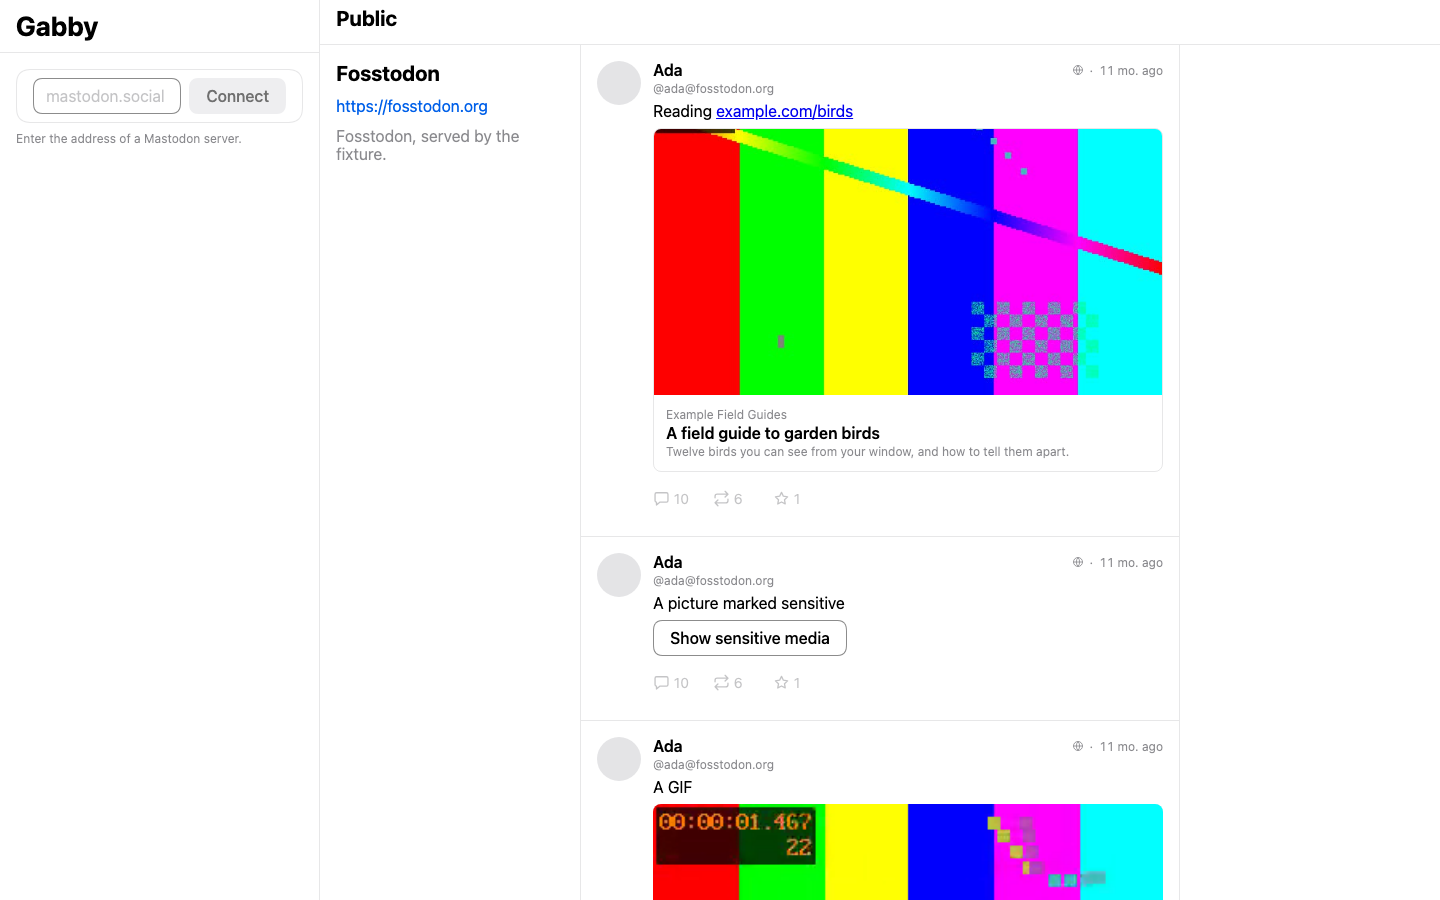 Gabby
mastodon.social
Connect
Enter the address of a Mastodon server.
Public
Fosstodon
https://fosstodon.org
Fosstodon, served by the
fixture.
Ada
· 11 mo. ago
@ada@fosstodon.org
Reading example.com/birds
Example Field Guides
A field guide to garden birds
Twelve birds you can see from your window, and how to tell them apart.
10 6 1
Ada
· 11 mo. ago
@ada@fosstodon.org
A picture marked sensitive
Show sensitive media
10 6 1
Ada
· 11 mo. ago
@ada@fosstodon.org
A GIF
00:00:01.467
22